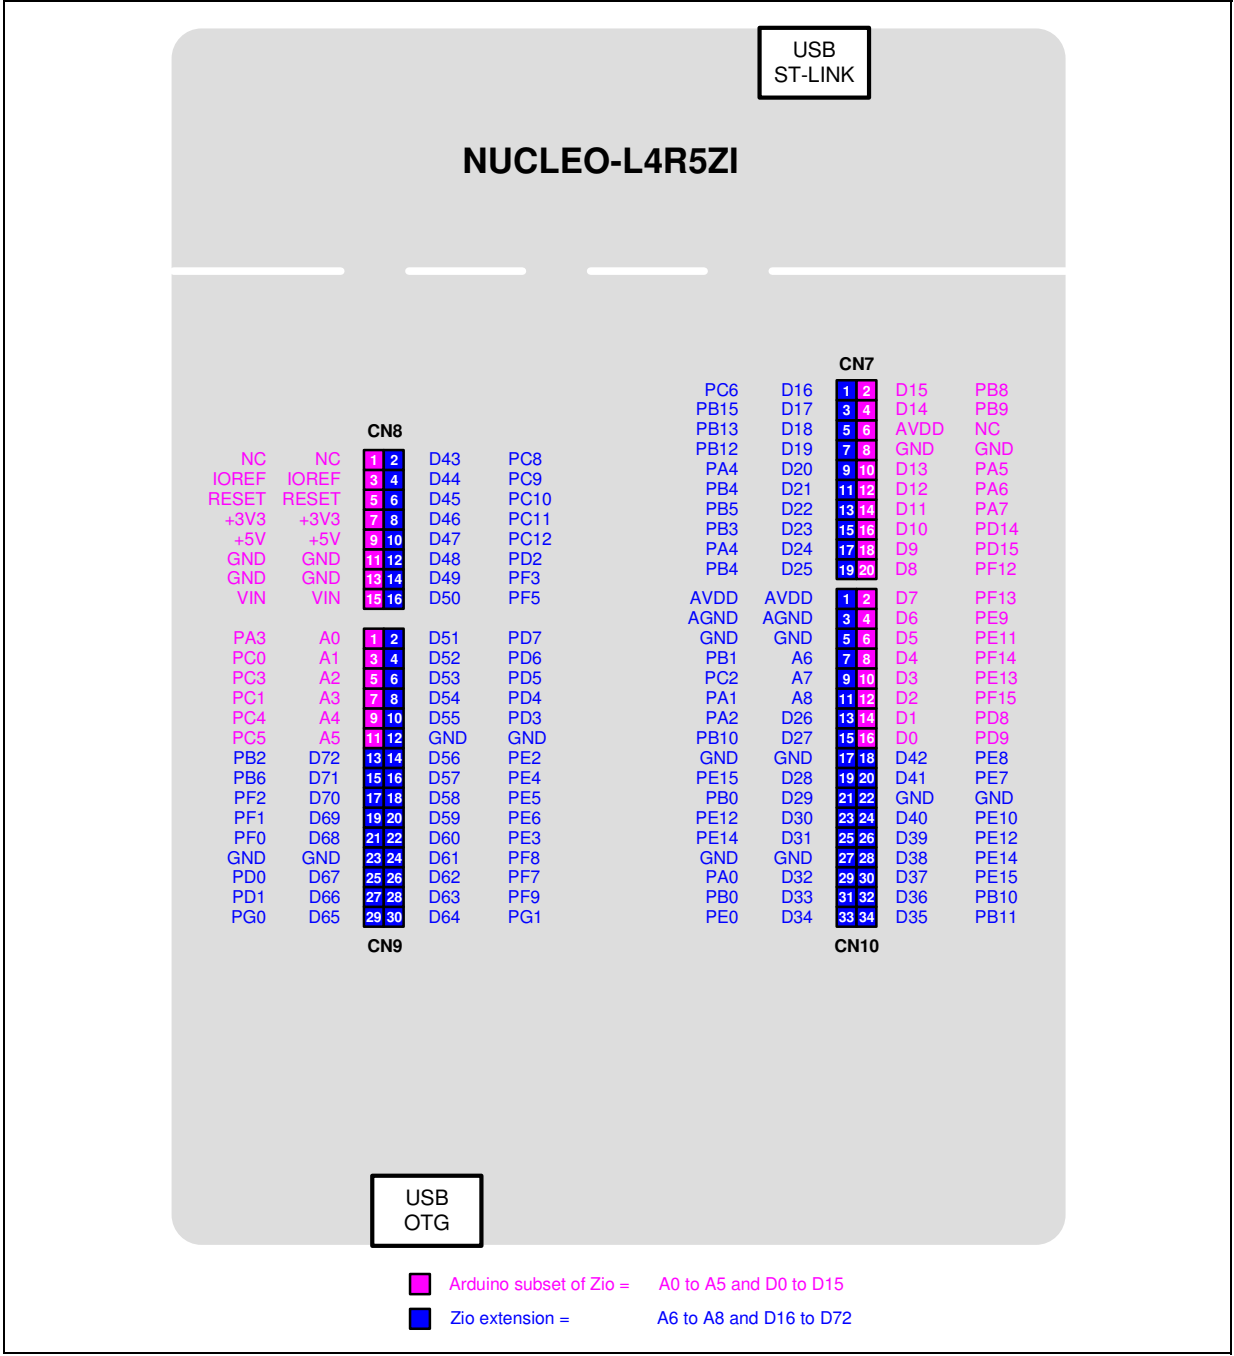 USB
ST-LINK
NUCLEO-L4R5ZI
CN7
PC6 D16 1 2 D15 PB8
PB15 D17 3 4 D14 PB9
PB13 D18 5 6 AVDD NC
PB12 D19 7 8 GND GND
PA4 D20 9 10 D13 PA5
PB4 D21 11 12 D12 PA6
PB5 D22 13 14 D11 PA7
PB3 D23 15 16 D10 PD14
PA4 D24 17 18 D9 PD15
PB4 D25 19 20 D8 PF12
CN8
NC NC 1 2 D43 PC8
IOREF IOREF 3 4 D44 PC9
RESET RESET 5 6 D45 PC10
+3V3 +3V3 7 8 D46 PC11
+5V +5V 9 10 D47 PC12
GND GND 11 12 D48 PD2
GND GND 13 14 D49 PF3
VIN VIN 15 16 D50 PF5
PA3 A0 1 2 D51 PD7
PC0 A1 3 4 D52 PD6
PC3 A2 5 6 D53 PD5
PC1 A3 7 8 D54 PD4
PC4 A4 9 10 D55 PD3
PC5 A5 11 12 GND GND
PB2 D72 13 14 D56 PE2
PB6 D71 15 16 D57 PE4
PF2 D70 17 18 D58 PE5
PF1 D69 19 20 D59 PE6
PF0 D68 21 22 D60 PE3
GND GND 23 24 D61 PF8
PD0 D67 25 26 D62 PF7
PD1 D66 27 28 D63 PF9
PG0 D65 29 30 D64 PG1
CN9
AVDD AVDD 1 2 D7 PF13
AGND AGND 3 4 D6 PE9
GND GND 5 6 D5 PE11
PB1 A6 7 8 D4 PF14
PC2 A7 9 10 D3 PE13
PA1 A8 11 12 D2 PF15
PA2 D26 13 14 D1 PD8
PB10 D27 15 16 D0 PD9
GND GND 17 18 D42 PE8
PE15 D28 19 20 D41 PE7
PB0 D29 21 22 GND GND
PE12 D30 23 24 D40 PE10
PE14 D31 25 26 D39 PE12
GND GND 27 28 D38 PE14
PA0 D32 29 30 D37 PE15
PB0 D33 31 32 D36 PB10
PE0 D34 33 34 D35 PB11
CN10
USB
OTG
Arduino subset of Zio = A0 to A5 and D0 to D15
Zio extension = A6 to A8 and D16 to D72